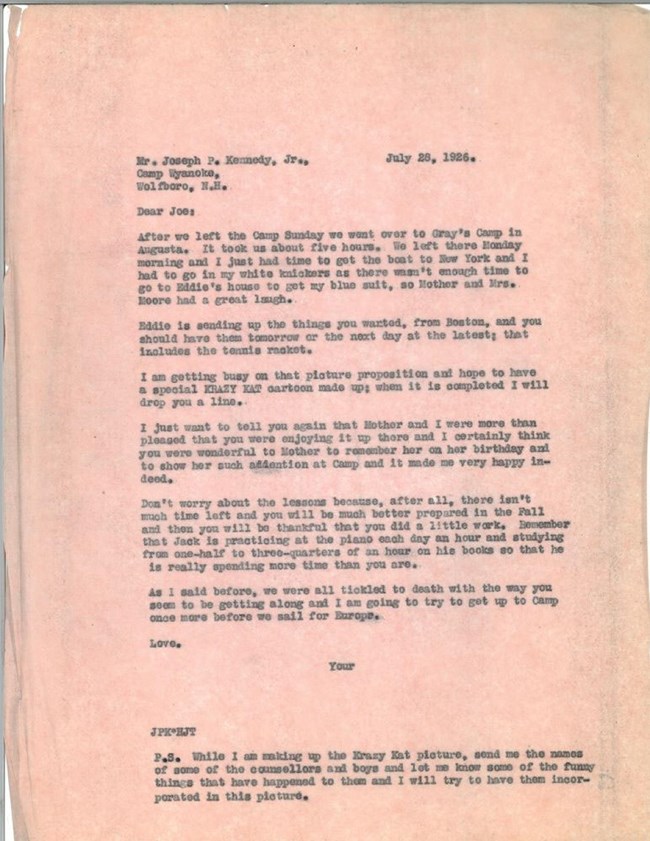 Mr. Joseph P. Kennedy, Jr., July 28, 1926.
Camp Wyanoke,
Wolfboro, N.H.
Dear Joe:
After we left the Camp Sunday we went over to Gray's Camp in
Augusta. It took us about five hours. We left there Monday
morning and I just had time to get the boat to New York and I
had to go in my white knickers as there wasn't enough time to
go to Eddie's house to get my blue suit, so Mother and Mrs.
Moore had a great laugh.
Eddie is sending up the things you wanted, from Boston, and you
should have them tomorrow or the next day at the latest; that
includes the tennis racket.
I am getting busy on that picture proposition and hope to have
a special KRAZY KAT cartoon made up; when it is completed I will
drop you a line.
I just want to tell you again that Mother and I were more than
pleased that you were enjoying it up there and I certainly think
you were wonderful to Mother to remember her on her birthday and
to show her such addention at Camp and it made me very happy in-
deed.
Don't worry about the lessons because, after all, there isn't
much time left and you will be much better prepared in the Fall
and then you will be thankful that you did a little work. Remember
that Jack is practicing at the piano each day an hour and studying
from one-half to three-quarters of an hour on his books so that he
is really spending more time than you are.
As I said before, we were all tickled to death with the way you
seem to be getting along and I am going to try to get up to Camp
once more before we sail for Europe.
Love.
Your
JPK*HJT
P.S. While I am making up the Krazy Kat picture, send me the names
of some of the counsellors and boys and let me know some of the funny
things that have happened to them and I will try to have them incor-
porated in this picture.